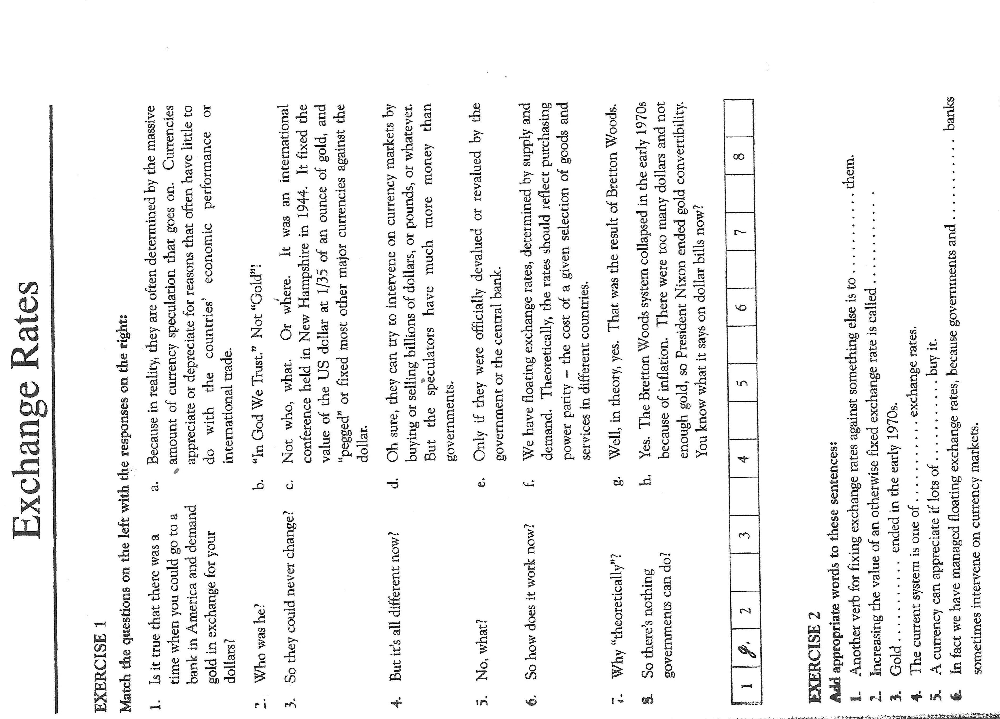 Exchange Rates
EXERCISE 1
Match the questions on the left with the responses on the right:
1. Is it true that there was a
time when you could go to a
bank in America and demand
gold in exchange for your
dollars?
2. Who was he?
3. So they could never change?
4. But it's all different now?
5. No, what?
6. So how does it work now?
7. Why "theoretically"?
8. So there's nothing
governments can do?
a. Because in reality, they are often determined by the massive
amount of currency speculation that goes on. Currencies
appreciate or depreciate for reasons that often have little to
do with the countries' economic performance or
international trade.
b. "In God We Trust." Not "Gold"!
c. Not who, what. Or where. It was an international
conference held in New Hampshire in 1944. It fixed the
value of the US dollar at 1/35 of an ounce of gold, and
"pegged" or fixed most other major currencies against the
dollar.
d. Oh sure, they can try to intervene on currency markets by
buying or selling billions of dollars, or pounds, or whatever.
But the speculators have much more money than
governments.
e. Only if they were officially devalued or revalued by the
government or the central bank.
f. We have floating exchange rates, determined by supply and
demand. Theoretically, the rates should reflect purchasing
power parity – the cost of a given selection of goods and
services in different countries.
g. Well, in theory, yes. That was the result of Bretton Woods.
h. Yes. The Bretton Woods system collapsed in the early 1970s
because of inflation. There were too many dollars and not
enough gold, so President Nixon ended gold convertibility.
You know what it says on dollar bills now?
1 g. 2 3 4 5 6 7 8
EXERCISE 2
Add appropriate words to these sentences:
1. Another verb for fixing exchange rates against something else is to ........... them.
2. Increasing the value of an otherwise fixed exchange rate is called ............
3. Gold .......... ended in the early 1970s.
4. The current system is one of ........... exchange rates.
5. A currency can appreciate if lots of ........... buy it.
6. In fact we have managed floating exchange rates, because governments and ........... banks
sometimes intervene on currency markets.